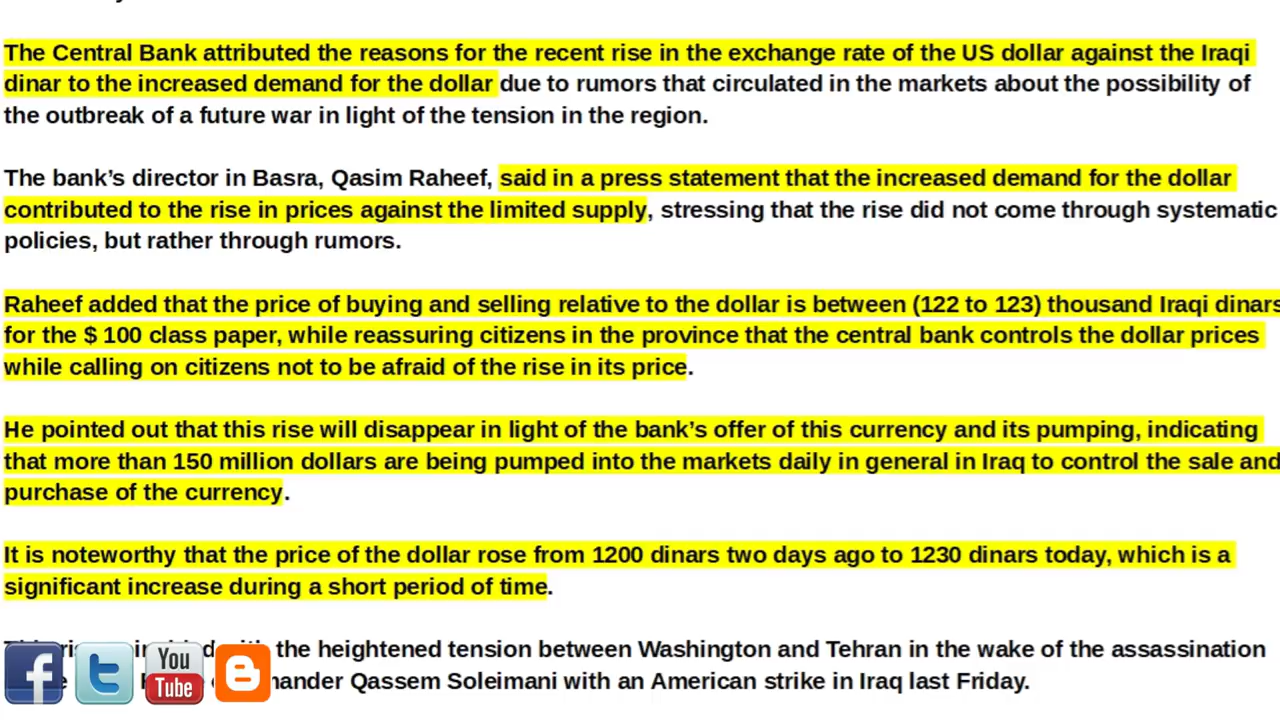 The Central Bank attributed the reasons for the recent rise in the exchange rate of the US dollar against the Iraqi
dinar to the increased demand for the dollar due to rumors that circulated in the markets about the possibility of
the outbreak of a future war in light of the tension in the region.
The bank’s director in Basra, Qasim Raheef, said in a press statement that the increased demand for the dollar
contributed to the rise in prices against the limited supply, stressing that the rise did not come through systematic
policies, but rather through rumors.
Raheef added that the price of buying and selling relative to the dollar is between (122 to 123) thousand Iraqi dinars
for the $ 100 class paper, while reassuring citizens in the province that the central bank controls the dollar prices
while calling on citizens not to be afraid of the rise in its price.
He pointed out that this rise will disappear in light of the bank’s offer of this currency and its pumping, indicating
that more than 150 million dollars are being pumped into the markets daily in general in Iraq to control the sale and
purchase of the currency.
It is noteworthy that the price of the dollar rose from 1200 dinars two days ago to 1230 dinars today, which is a
significant increase during a short period of time.
the heightened tension between Washington and Tehran in the wake of the assassination
Qassem Soleimani with an American strike in Iraq last Friday.
You
Tube